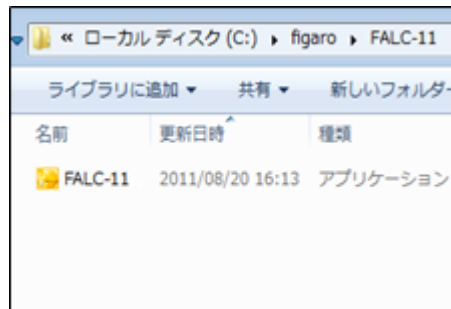 « ローカル ディスク (C:) ▸ figaro ▸ FALC-11
ライブラリに追加 ▼ 共有 ▼ 新しいフォルダー
名前 更新日時 種類
FALC-11 2011/08/20 16:13 アプリケーション